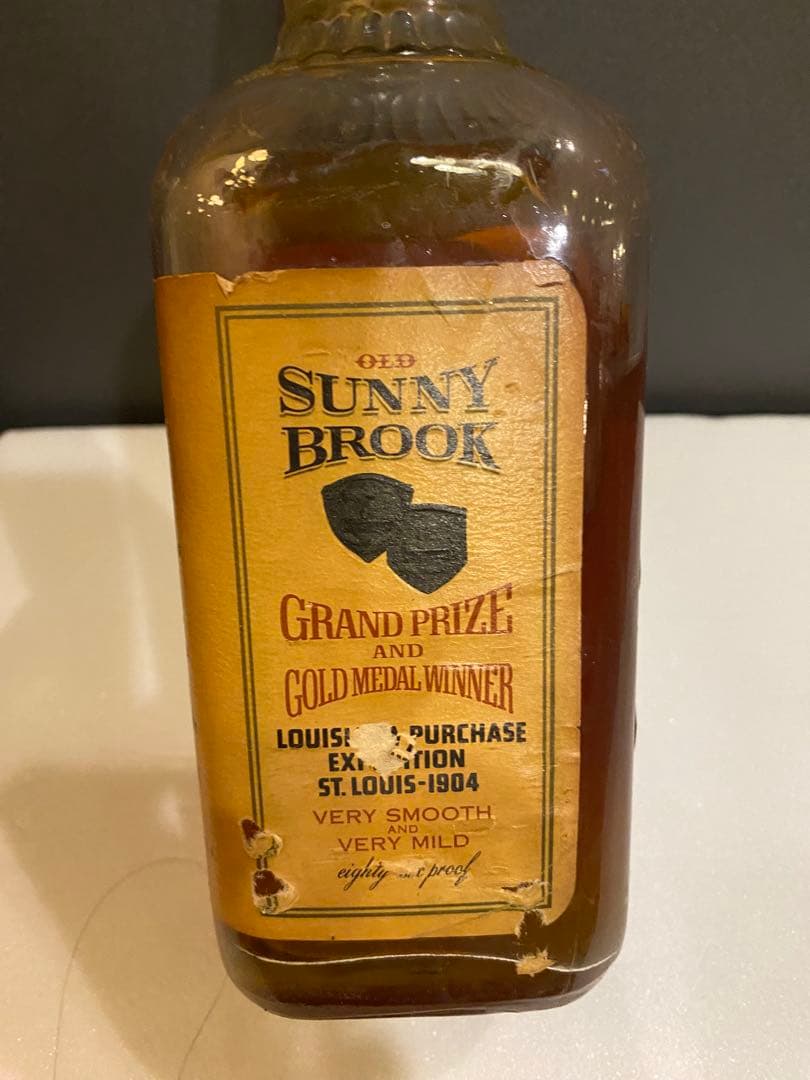 OLD
SUNNY
BROOK
GRAND PRIZE
AND
GOLD MEDAL WINNER
PURCHASE
ST. LOUIS-1904
VERY SMOOTH
AND
VERY MILD
eighty proof